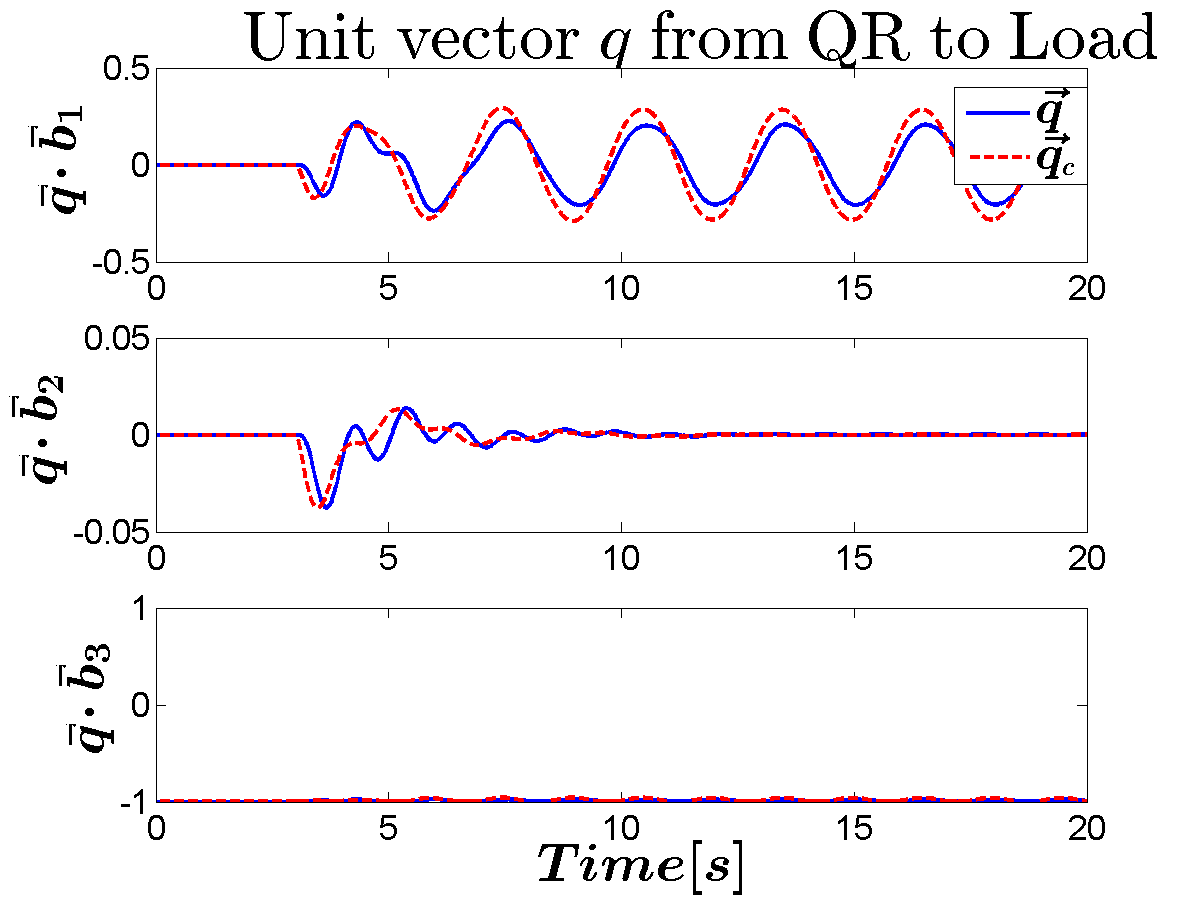 Unit vector q from QR to Load
0.5
0
-0.5
q̄ · b̄₁
q⃗
q⃗c
0 5 10 15 20
0.05
0
-0.05
q̄ · b̄₂
0 5 10 15 20
1
0
-1
q̄ · b̄₃
0 5 10 15 20
Time[s]